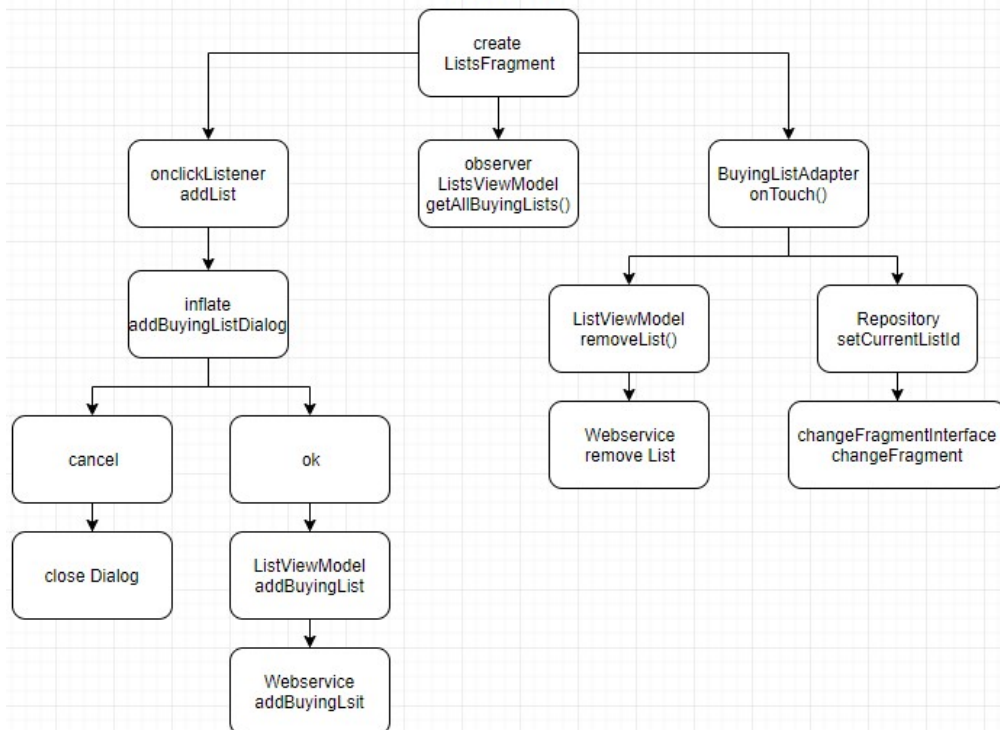 create
ListsFragment
onclickListener
addList
observer
ListsViewModel
getAllBuyingLists()
BuyingListAdapter
onTouch()
inflate
addBuyingListDialog
ListViewModel
removeList()
Repository
setCurrentListId
cancel
ok
Webservice
remove List
changeFragmentInterface
changeFragment
close Dialog
ListViewModel
addBuyingList
Webservice
addBuyingLsit